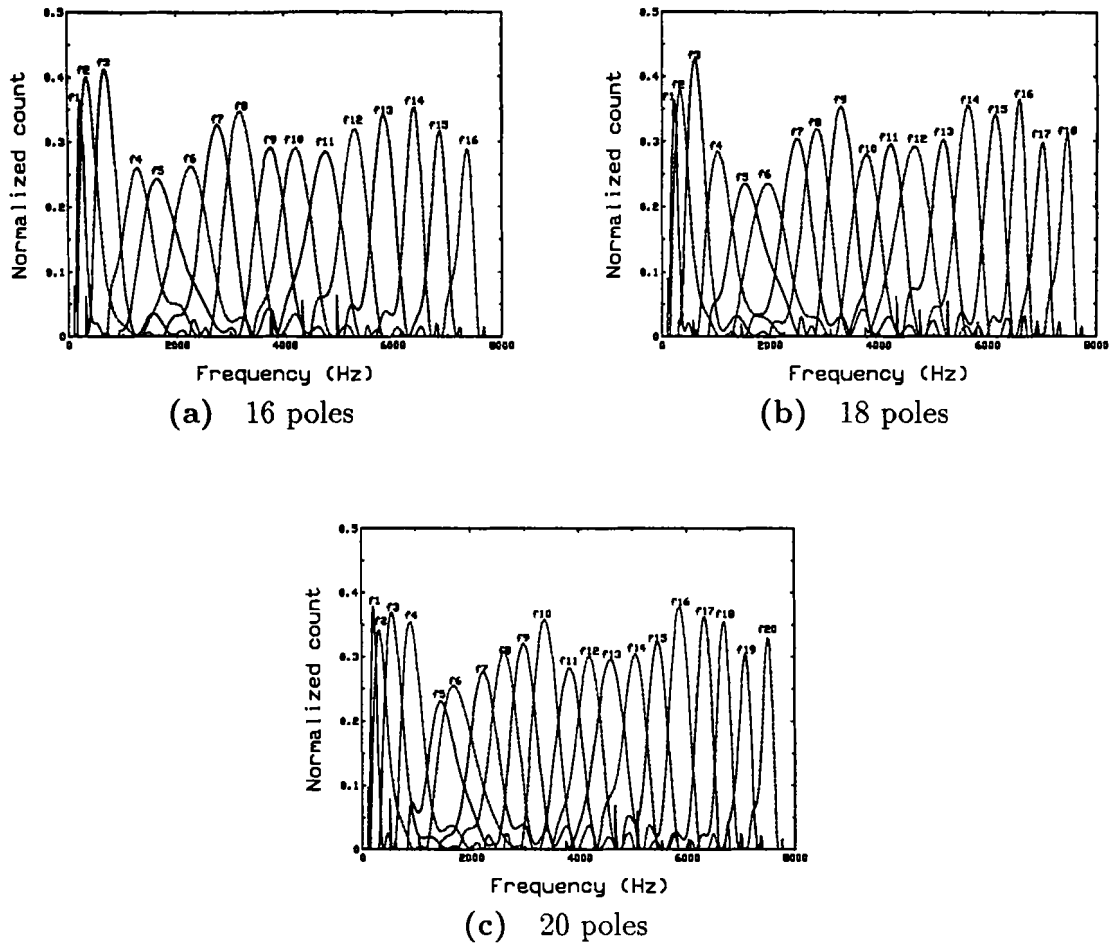 0.5
0.4
0.3
0.2
0.1
0
Normalized count
f1 f2 f3 f4 f5 f6 f7 f8 f9 f10 f11 f12 f13 f14 f15 f16
0 2000 4000 6000 8000
Frequency (Hz)
(a) 16 poles
0.5
0.4
0.3
0.2
0.1
0
Normalized count
f1 f2 f3 f4 f5 f6 f7 f8 f9 f10 f11 f12 f13 f14 f15 f16 f17 f18
0 2000 4000 6000 8000
Frequency (Hz)
(b) 18 poles
0.5
0.4
0.3
0.2
0.1
0
Normalized count
f1 f2 f3 f4 f5 f6 f7 f8 f9 f10 f11 f12 f13 f14 f15 f16 f17 f18 f19 f20
0 2000 4000 6000 8000
Frequency (Hz)
(c) 20 poles